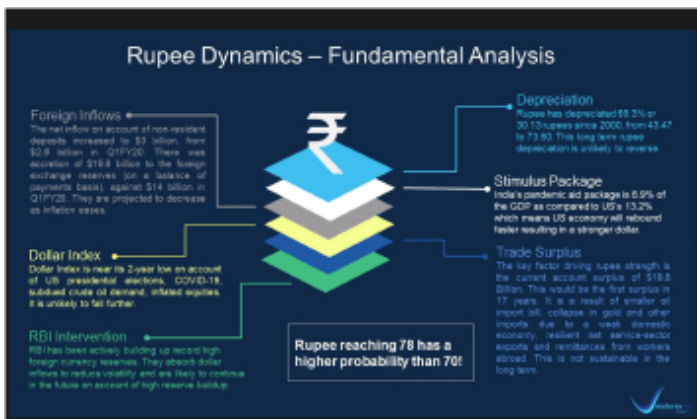 Rupee Dynamics – Fundamental Analysis
Foreign Inflows
The net inflow on account of non-resident
deposits increased to $3 billion, from
$2.8 billion in Q1FY20. There was
accretion of $19.8 billion to the foreign
exchange reserves (on a balance of
payments basis), against $14 billion in
Q1FY20. They are projected to decrease
as inflation eases.
Dollar Index
Dollar Index is near its 2-year low on account
of US presidential elections, COVID-19,
subdued crude oil demand, inflated equities.
It is unlikely to fall further.
RBI Intervention
RBI has been actively building up record high
foreign currency reserves. They absorb dollar
inflows to reduce volatility and are likely to continue
in the future on account of high reserve buildup.
₹
Depreciation
Rupee has depreciated 69.3% or
30.13 rupees since 2000, from 43.47
to 73.60. This long term rupee
depreciation is unlikely to reverse.
Stimulus Package
India's pandemic aid package is 6.9% of
the GDP as compared to US's 13.2%
which means US economy will rebound
faster resulting in a stronger dollar.
Trade Surplus
The key factor driving rupee strength is
the current account surplus of $19.8
Billion. This would be the first surplus in
17 years. It is a result of smaller oil
import bill, collapse in gold and other
imports due to a weak domestic
economy, resilient net service-sector
exports and remittances from workers
abroad. This is not sustainable in the
long term.
Rupee reaching 78 has a
higher probability than 70!